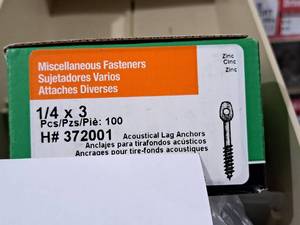 Miscellaneous Fasteners
Sujetadores Varios
Attaches Diverses
Zinc
Cinc
Zinc
1/4 x 3
Pcs/Pzs/Piè: 100
H# 372001
Acoustical Lag Anchors
Anclajes para tirafondos acústicos
Ancrages pour tire-fonds acoustiques